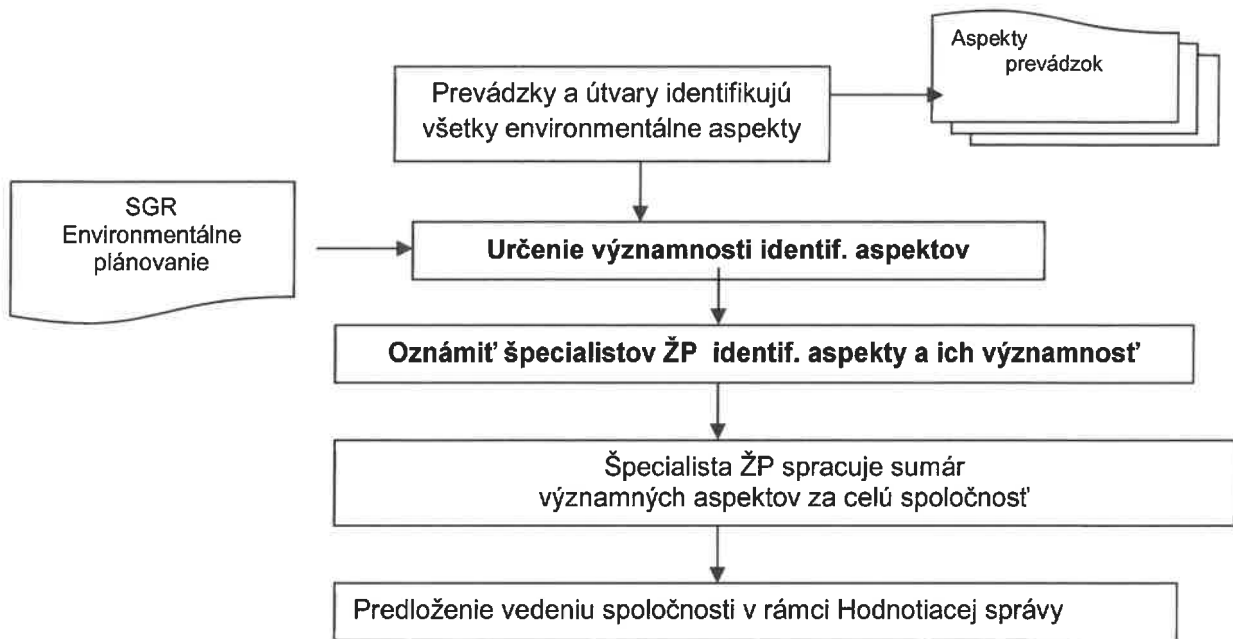 Aspekty
prevádzok
Prevádzky a útvary identifikujú
všetky environmentálne aspekty
SGR
Environmentálne
plánovanie
Určenie významnosti identif. aspektov
Oznámiť špecialistov ŽP identif. aspekty a ich významnosť
Špecialista ŽP spracuje sumár
významných aspektov za celú spoločnosť
Predloženie vedeniu spoločnosti v rámci Hodnotiacej správy